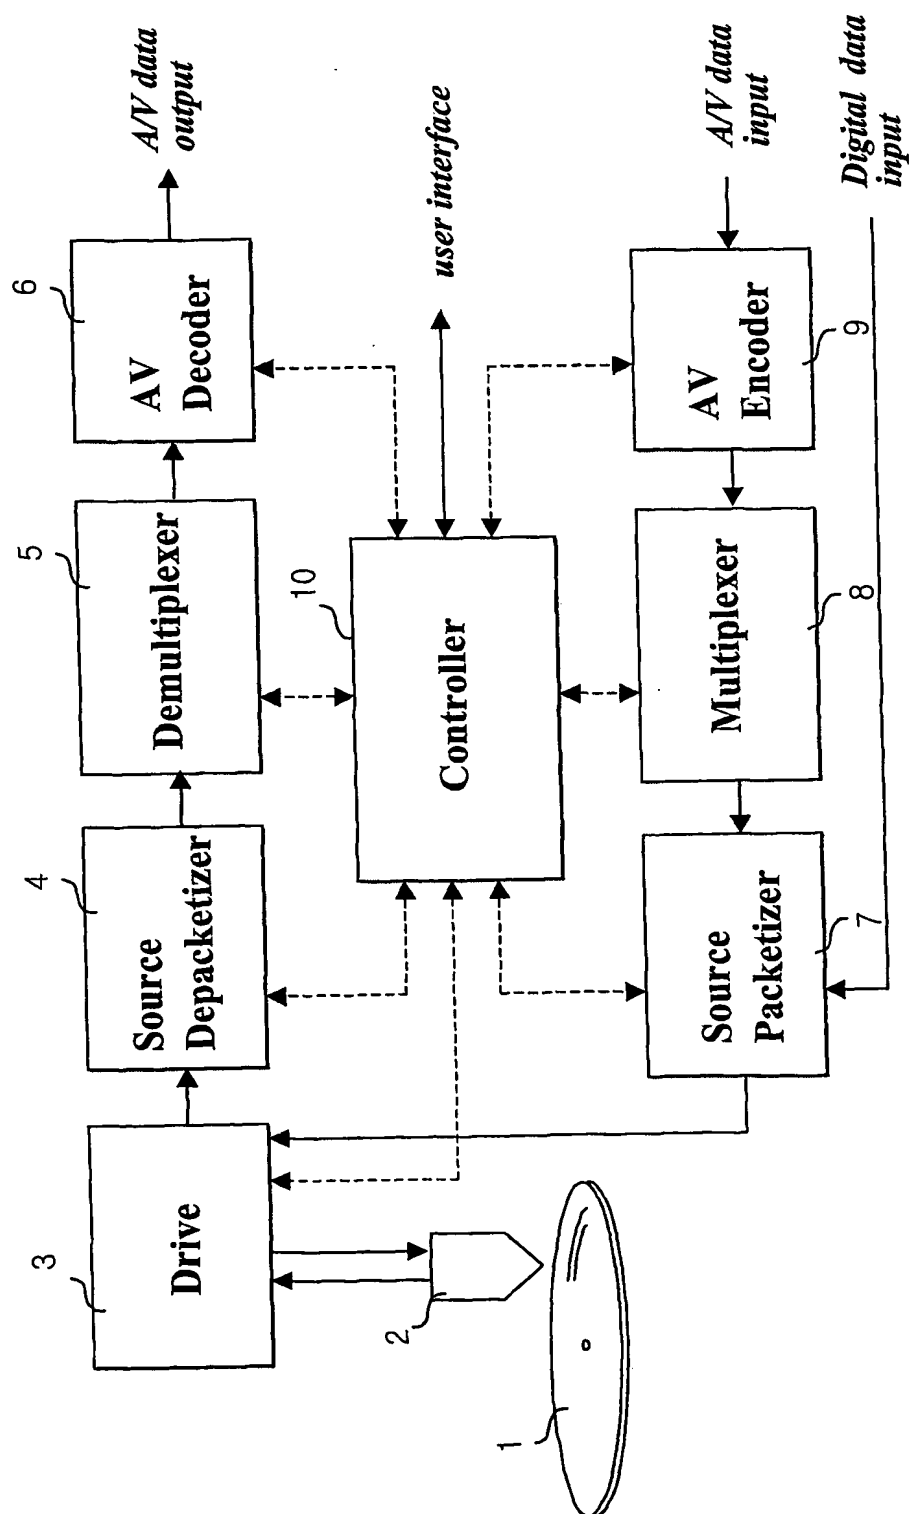 3
Drive
4
Source
Depacketizer
5
Demultiplexer
6
AV
Decoder
A/V data
output
2
10
Controller
user interface
1
Source
Packetizer
7
Multiplexer
8
AV
Encoder
9
A/V data
input
Digital data
input